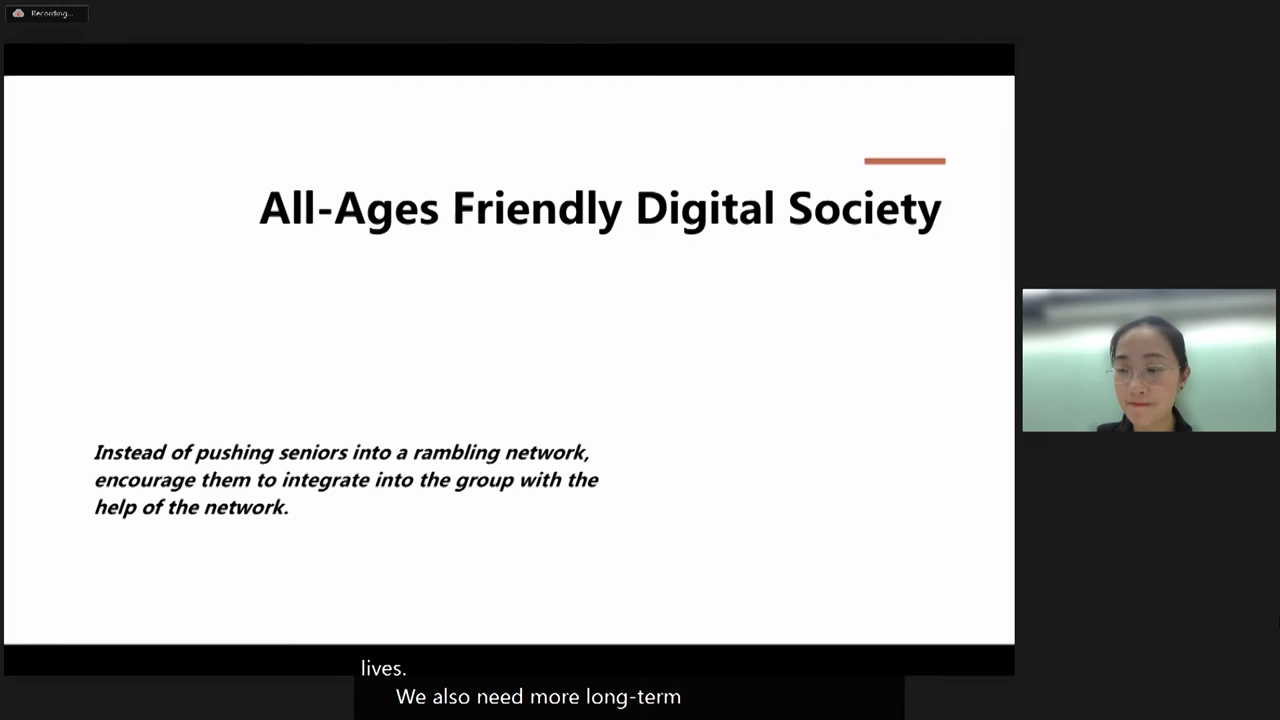 Recording...
All-Ages Friendly Digital Society
Instead of pushing seniors into a rambling network,
encourage them to integrate into the group with the
help of the network.
lives.
We also need more long-term